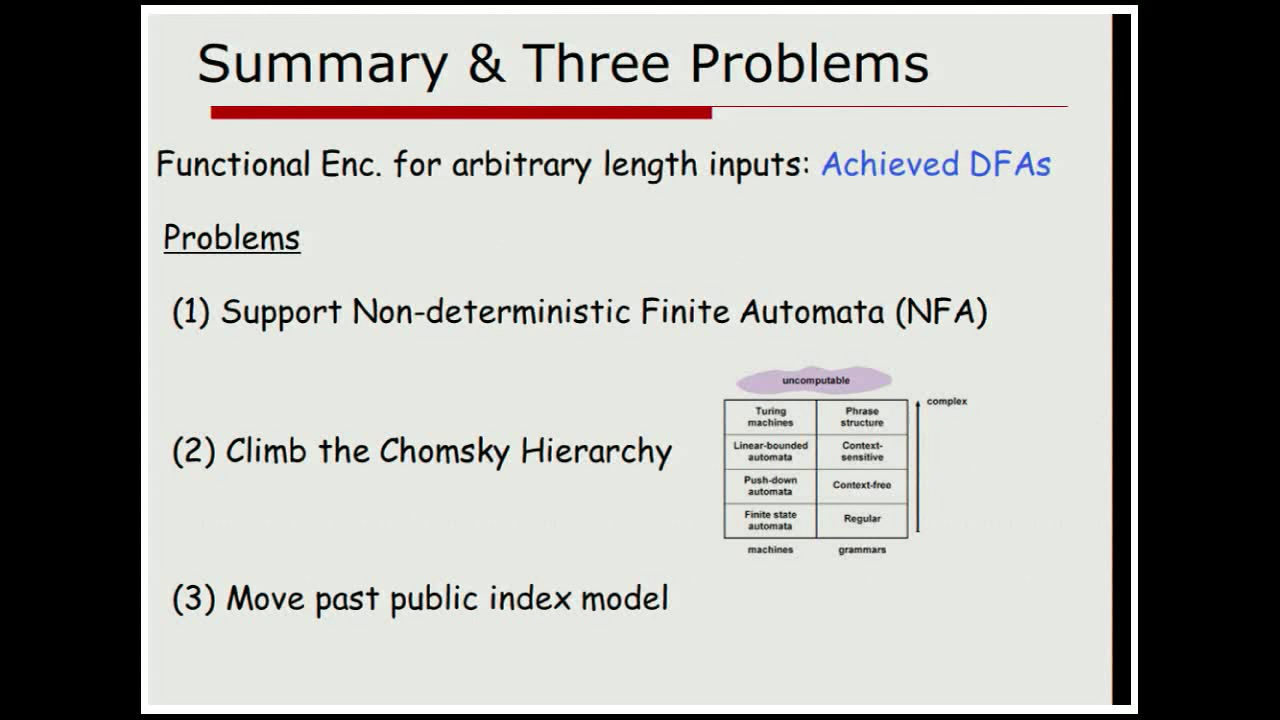 Summary & Three Problems
Functional Enc. for arbitrary length inputs: Achieved DFAs
Problems
(1) Support Non-deterministic Finite Automata (NFA)
(2) Climb the Chomsky Hierarchy
uncomputable
complex
Turing machines
Phrase structure
Linear-bounded automata
Context-sensitive
Push-down automata
Context-free
Finite state automata
Regular
machines
grammars
(3) Move past public index model